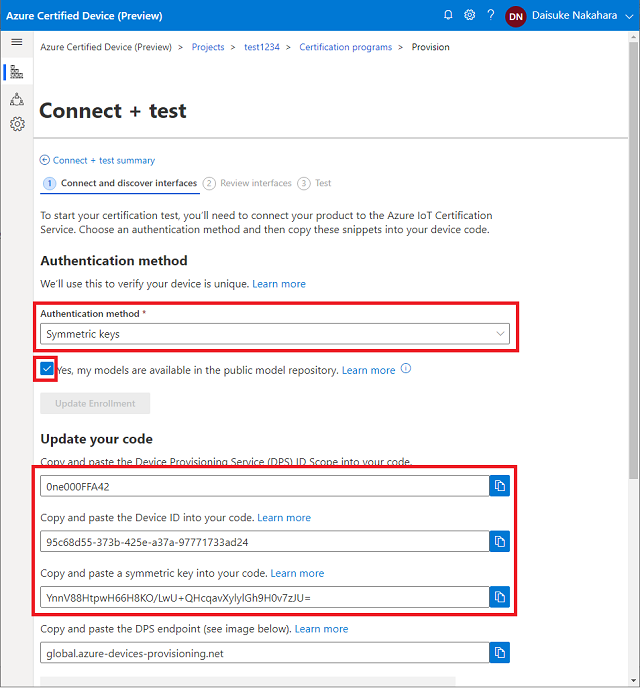 Azure Certified Device (Preview)
? DN Daisuke Nakahara
Azure Certified Device (Preview) > Projects > test1234 > Certification programs > Provision
Connect + test
Connect + test summary
1 Connect and discover interfaces 2 Review interfaces 3 Test
To start your certification test, you'll need to connect your product to the Azure IoT Certification
Service. Choose an authentication method and then copy these snippets into your device code.
Authentication method
We'll use this to verify your device is unique. Learn more
Authentication method *
Symmetric keys
Yes, my models are available in the public model repository. Learn more
Update Enrollment
Update your code
Copy and paste the Device Provisioning Service (DPS) ID Scope into your code.
0ne000FFA42
Copy and paste the Device ID into your code. Learn more
95c68d55-373b-425e-a37a-97771733ad24
Copy and paste a symmetric key into your code. Learn more
Copy and paste the DPS endpoint (see image below). Learn more
global.azure-devices-provisioning.net